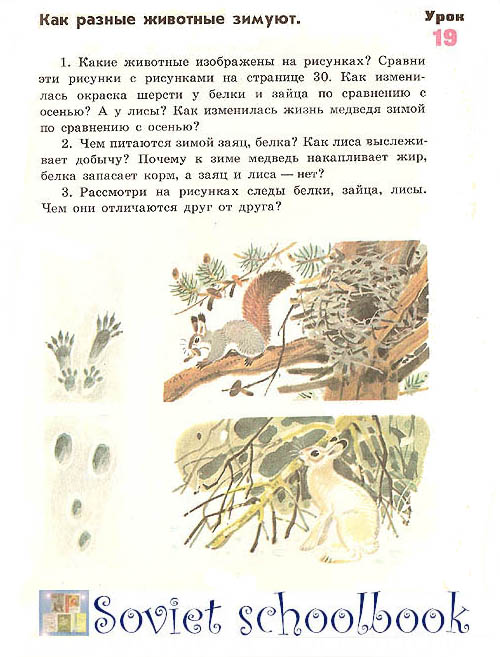 Как разные животные зимуют.
Урок
19
1. Какие животные изображены на рисунках? Сравни
эти рисунки с рисунками на странице 30. Как измени-
лась окраска шерсти у белки и зайца по сравнению с
осенью? А у лисы? Как изменилась жизнь медведя зимой
по сравнению с осенью?
2. Чем питаются зимой заяц, белка? Как лиса выслежи-
вает добычу? Почему к зиме медведь накапливает жир,
белка запасает корм, а заяц и лиса — нет?
3. Рассмотри на рисунках следы белки, зайца, лисы.
Чем они отличаются друг от друга?
Soviet schoolbook